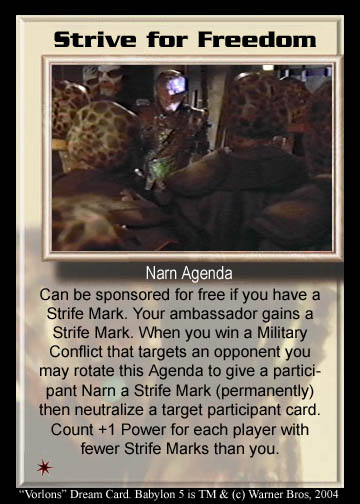 Strive for Freedom
Narn Agenda
Can be sponsored for free if you have a
Strife Mark. Your ambassador gains a
Strife Mark. When you win a Military
Conflict that targets an opponent you
may rotate this Agenda to give a partici-
pant Narn a Strife Mark (permanently)
then neutralize a target participant card.
Count +1 Power for each player with
fewer Strife Marks than you.
“Vorlons” Dream Card. Babylon 5 is TM & (c) Warner Bros, 2004